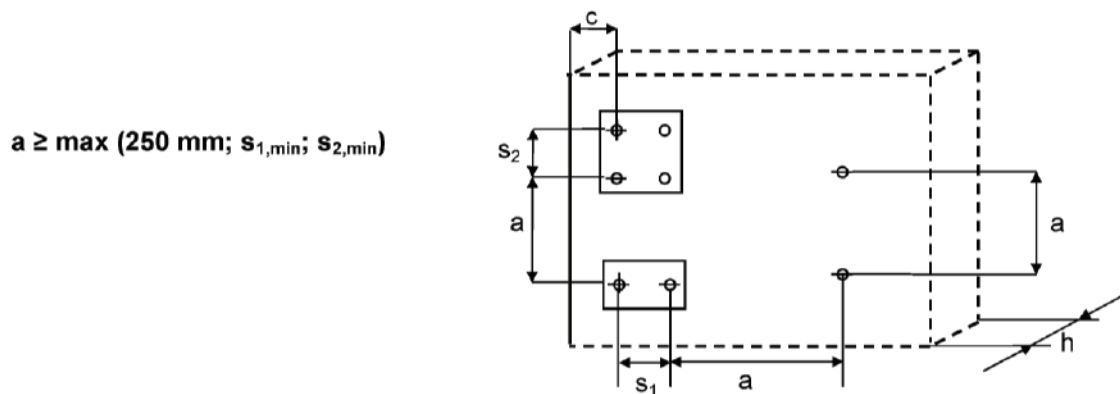 c
a ≥ max (250 mm; s1,min; s2,min)
s2
a
a
h
s1
a